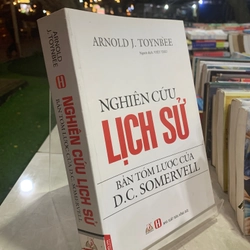 ARNOLD J. TOYNBEE
NGHIÊN CỨU
LỊCH SỬ
BẢN TÓM LƯỢC CỦA
D.C. SOMERVELL
ARNOLD
J. TOYNBEE
NGHIÊN CỨU LỊCH SỬ